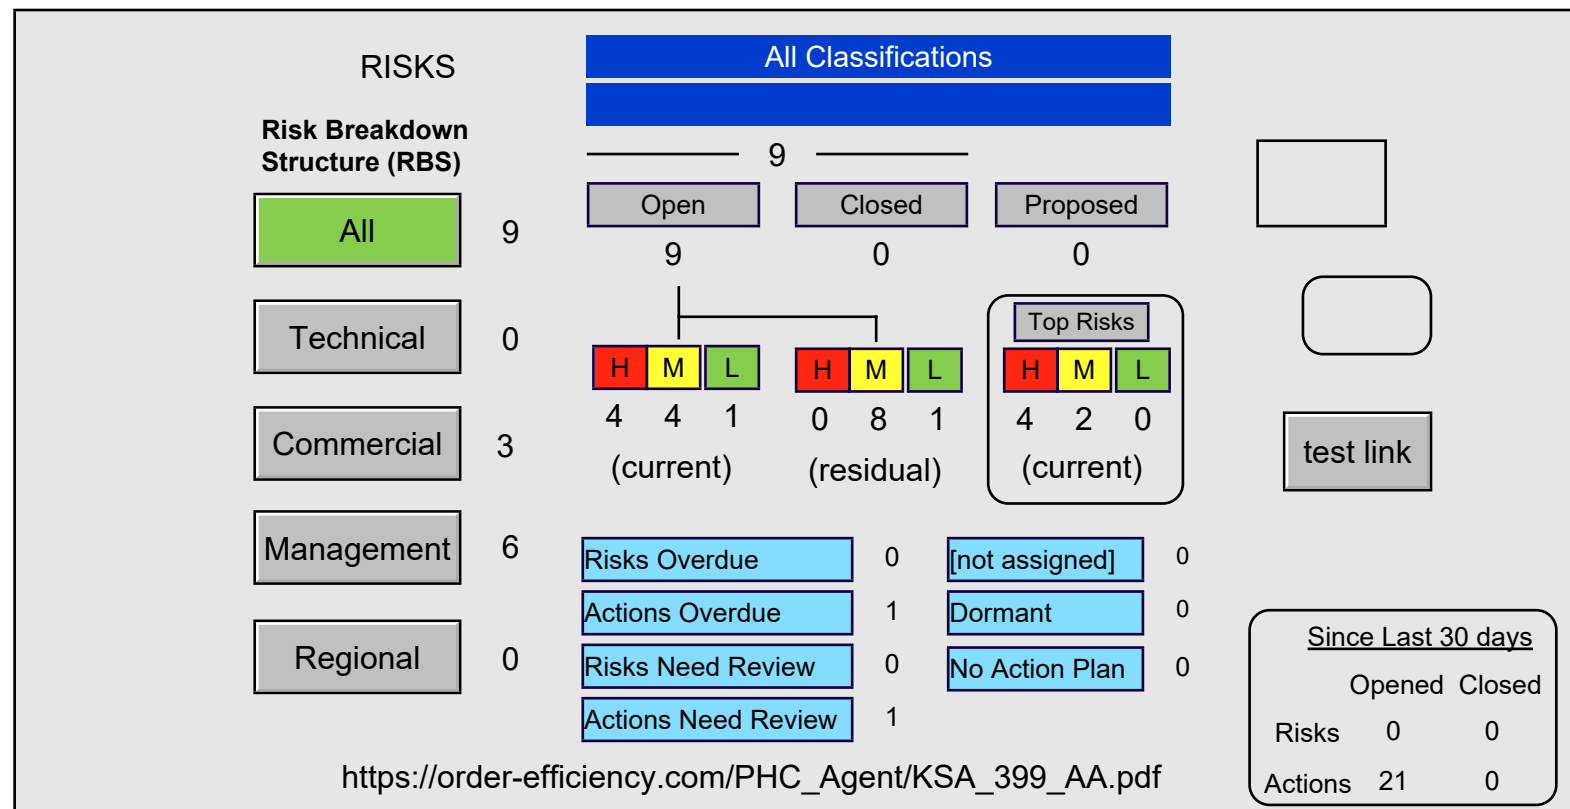 RISKS
All Classifications
Risk Breakdown
Structure (RBS)
9
Open Closed Proposed
All 9
9 0 0
Technical 0
Top Risks
H M L H M L H M L
4 4 1 0 8 1 4 2 0
Commercial 3
test link
(current) (residual) (current)
Management 6
Risks Overdue 0 [not assigned] 0
Actions Overdue 1 Dormant 0
Regional 0
Risks Need Review 0 No Action Plan 0
Actions Need Review 1
Since Last 30 days
Opened Closed
Risks 0 0
Actions 21 0
https://order-efficiency.com/PHC_Agent/KSA_399_AA.pdf